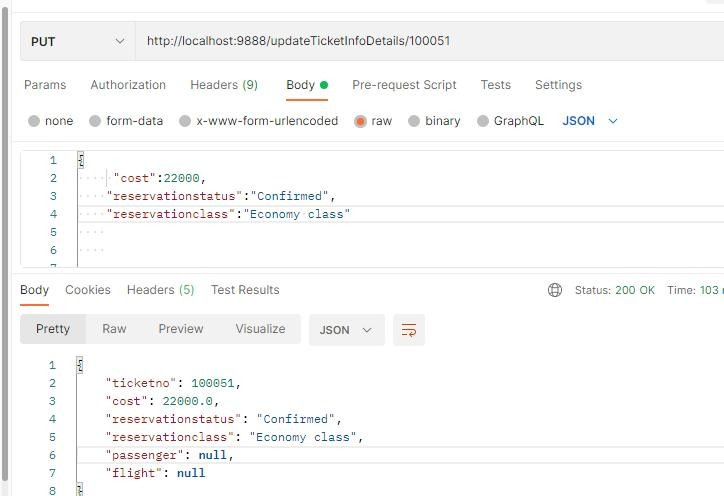 PUT http://localhost:9888/updateTicketInfoDetails/100051
Params Authorization Headers (9) Body Pre-request Script Tests Settings
none form-data x-www-form-urlencoded raw binary GraphQL JSON
1 {
2 "cost":22000,
3 "reservationstatus":"Confirmed",
4 "reservationclass":"Economy class"
5
6
7
Body Cookies Headers (5) Test Results Status: 200 OK Time: 103
Pretty Raw Preview Visualize JSON
1 {
2 "ticketno": 100051,
3 "cost": 22000.0,
4 "reservationstatus": "Confirmed",
5 "reservationclass": "Economy class",
6 "passenger": null,
7 "flight": null
8 }